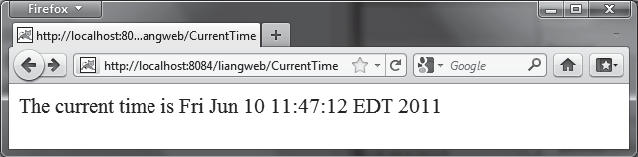 Firefox
http://localhost:80...angweb/CurrentTime
http://localhost:8084/liangweb/CurrentTime
Google
The current time is Fri Jun 10 11:47:12 EDT 2011